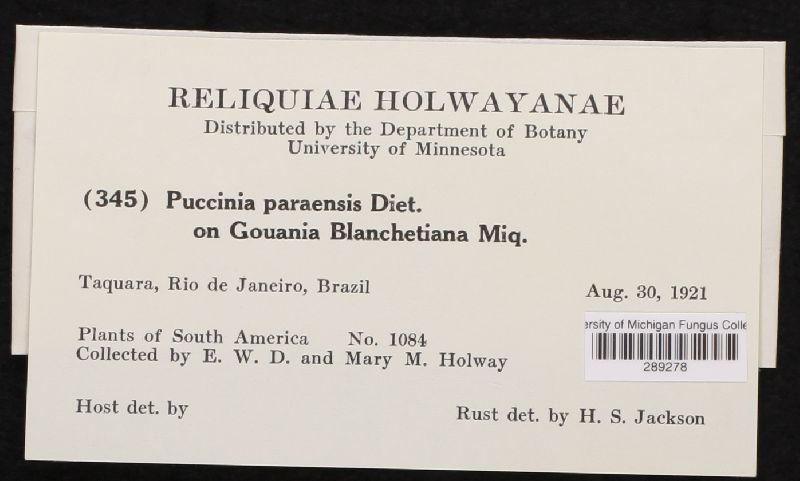 RELIQUIAE HOLWAYANAE
Distributed by the Department of Botany
University of Minnesota
(345) Puccinia paraensis Diet.
on Gouania Blanchetiana Miq.
Taquara, Rio de Janeiro, Brazil Aug. 30, 1921
Plants of South America No. 1084
Collected by E. W. D. and Mary M. Holway
ersity of Michigan Fungus Colle
289278
Host det. by Rust det. by H. S. Jackson